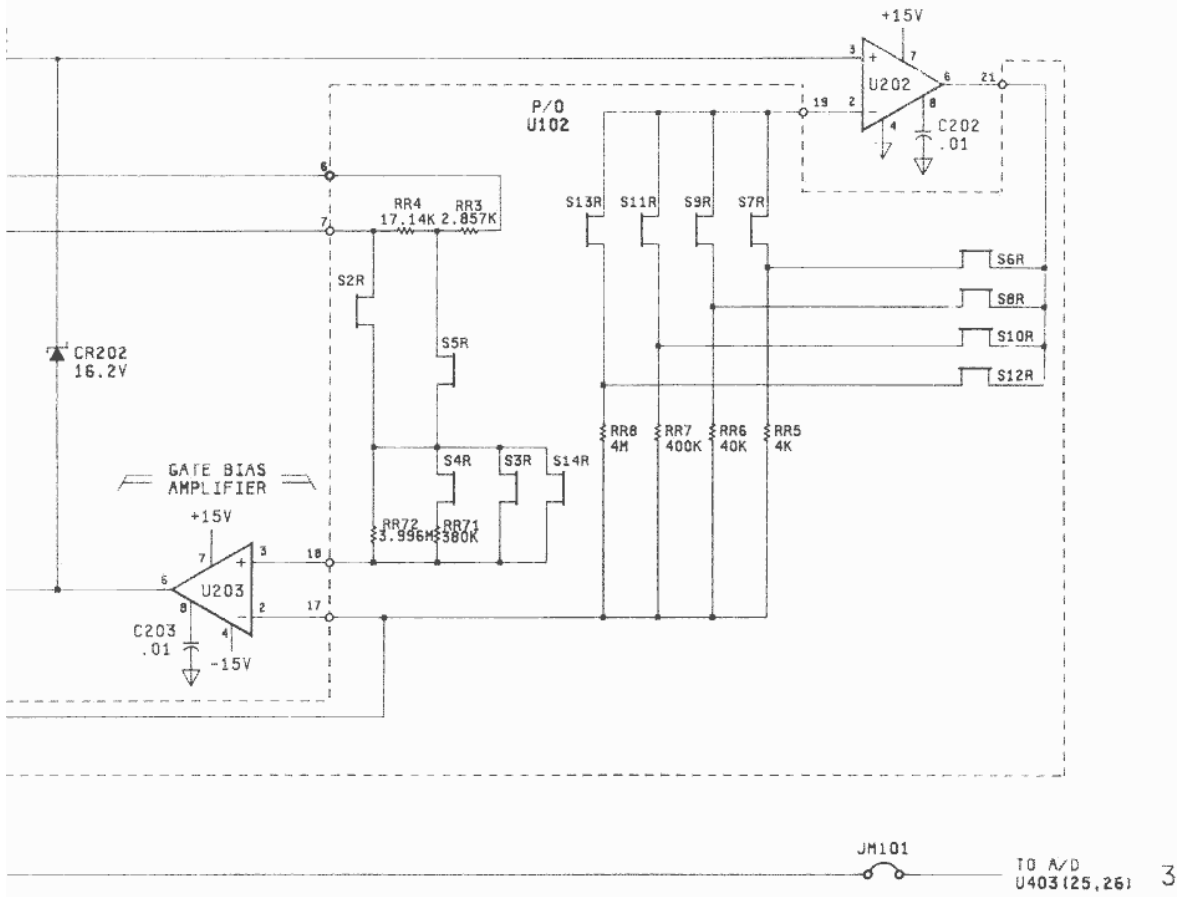 +15V
3
+
7
U202
6
21
P/O
U102
19
2
−
4
8
C202
.01
6
7
RR4
17.14K
RR3
2.857K
S13R
S11R
S9R
S7R
S2R
S6R
S8R
S10R
S12R
S5R
CR202
16.2V
RR8
4M
RR7
400K
RR6
40K
RR5
4K
S4R
S3R
S14R
GATE BIAS
AMPLIFIER
+15V
RR72
3.996M
RR71
380K
7
3
18
+
6
U203
8
2
17
−
4
C203
.01
-15V
JM101
TO A/D
U403(25,26)
3